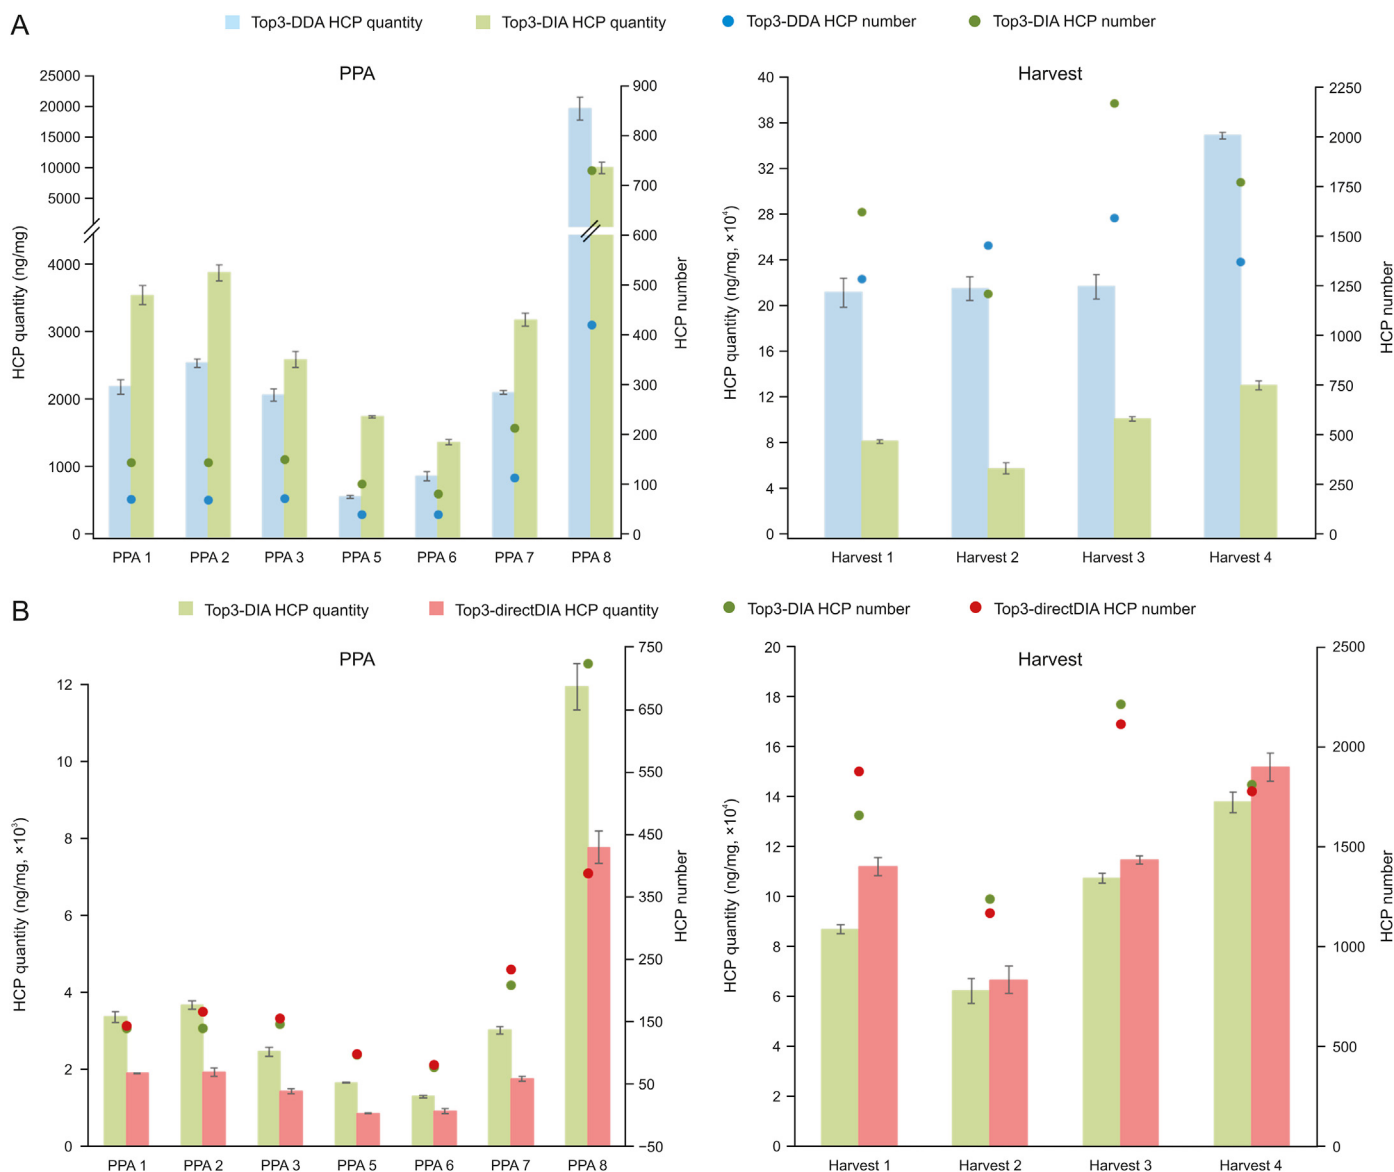 A
Top3-DDA HCP quantity
Top3-DIA HCP quantity
Top3-DDA HCP number
Top3-DIA HCP number
PPA
HCP quantity (ng/mg)
25000
20000
15000
10000
5000
4000
3000
2000
1000
0
HCP number
900
800
700
600
500
400
300
200
100
0
PPA 1
PPA 2
PPA 3
PPA 5
PPA 6
PPA 7
PPA 8
Harvest
HCP quantity (ng/mg, ×10⁴)
40
38
32
28
24
20
16
12
8
4
0
HCP number
2250
2000
1750
1500
1250
1000
750
500
250
0
Harvest 1
Harvest 2
Harvest 3
Harvest 4
B
Top3-DIA HCP quantity
Top3-directDIA HCP quantity
Top3-DIA HCP number
Top3-directDIA HCP number
PPA
HCP quantity (ng/mg, ×10³)
12
10
8
6
4
2
0
HCP number
750
650
550
450
350
250
150
50
−50
PPA 1
PPA 2
PPA 3
PPA 5
PPA 6
PPA 7
PPA 8
Harvest
HCP quantity (ng/mg, ×10⁴)
20
18
16
14
12
10
8
6
4
2
0
HCP number
2500
2000
1500
1000
500
0
Harvest 1
Harvest 2
Harvest 3
Harvest 4